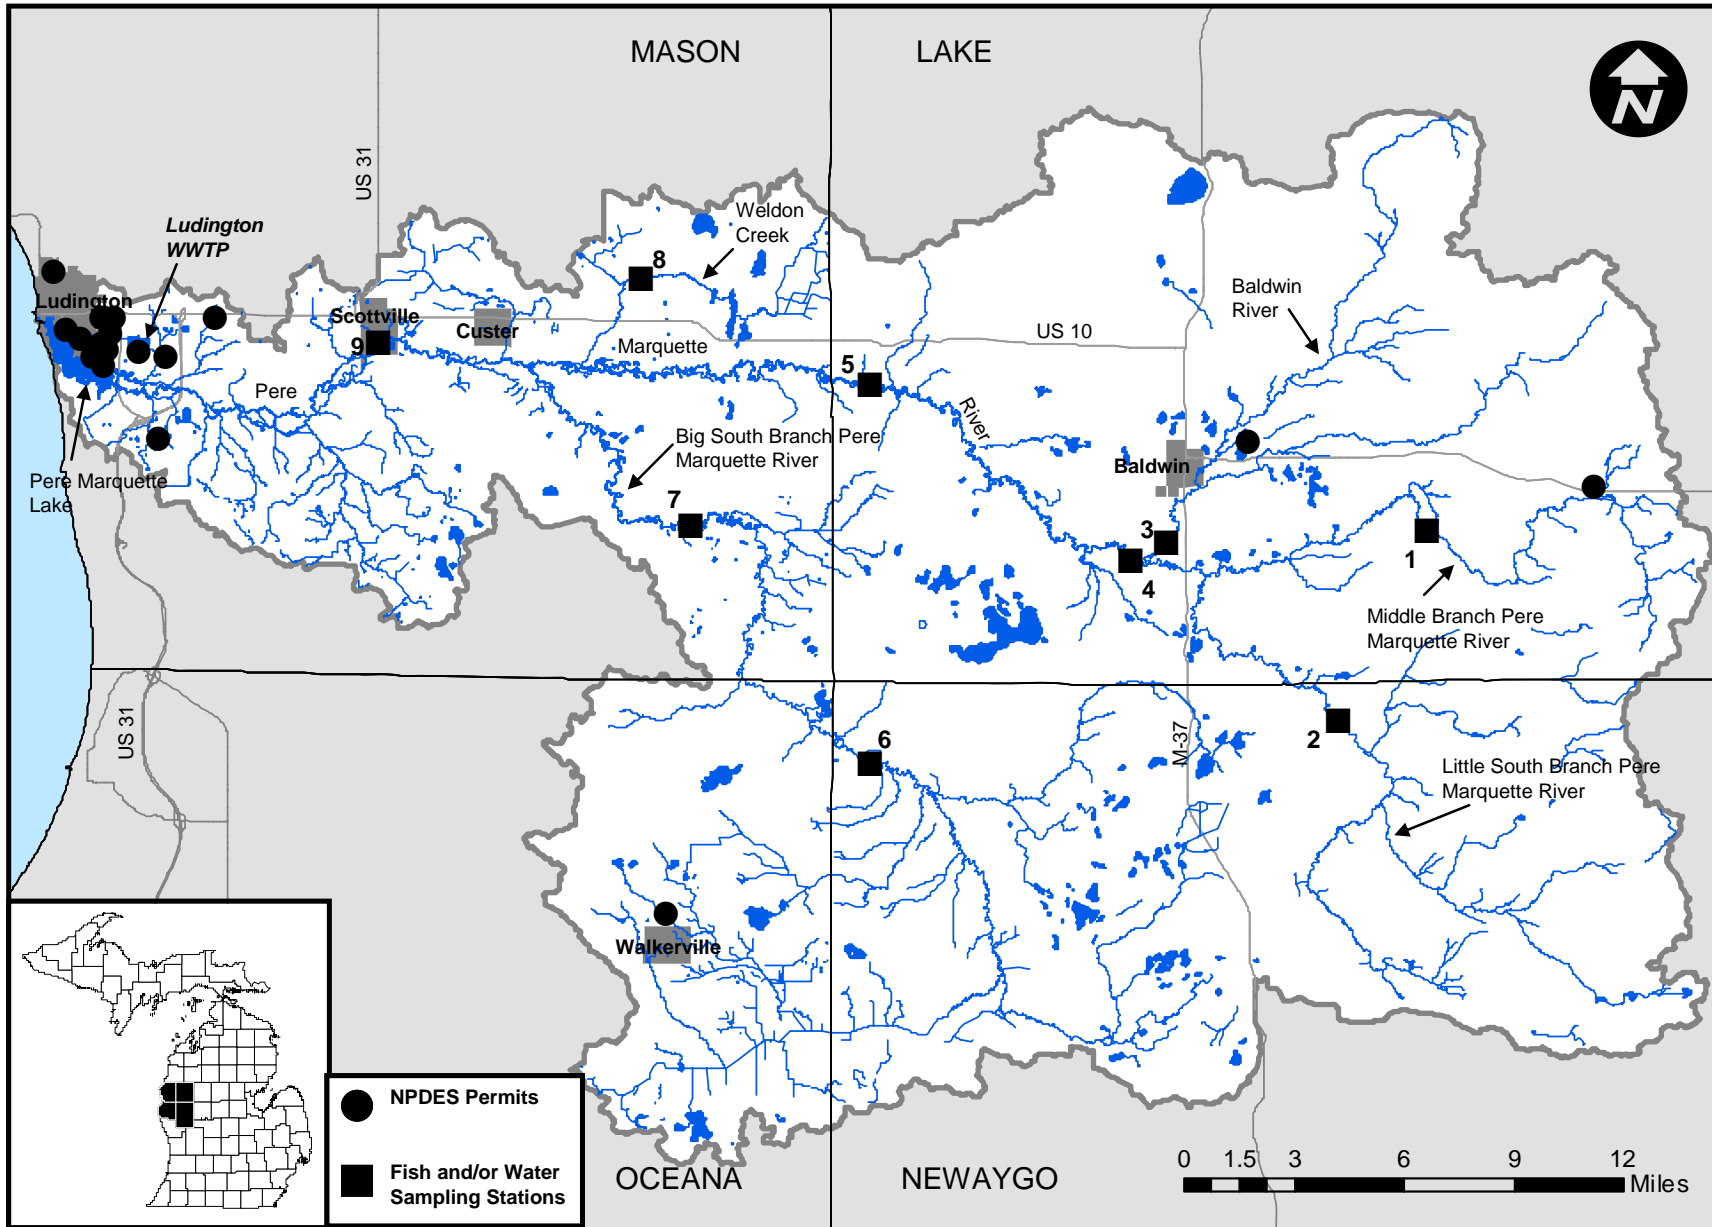 MASON
LAKE
N
US 31
Ludington
WWTP
Weldon
Creek
8
Baldwin
River
Ludington
Scottville
Custer
US 10
9
Marquette
5
Pere
River
Big South Branch Pere
Marquette River
Baldwin
Pere Marquette
Lake
7
3
1
4
Middle Branch Pere
Marquette River
US 31
6
M-37
2
Little South Branch Pere
Marquette River
Walkerville
NPDES Permits
Fish and/or Water
Sampling Stations
OCEANA
NEWAYGO
0 1.5 3 6 9 12
Miles